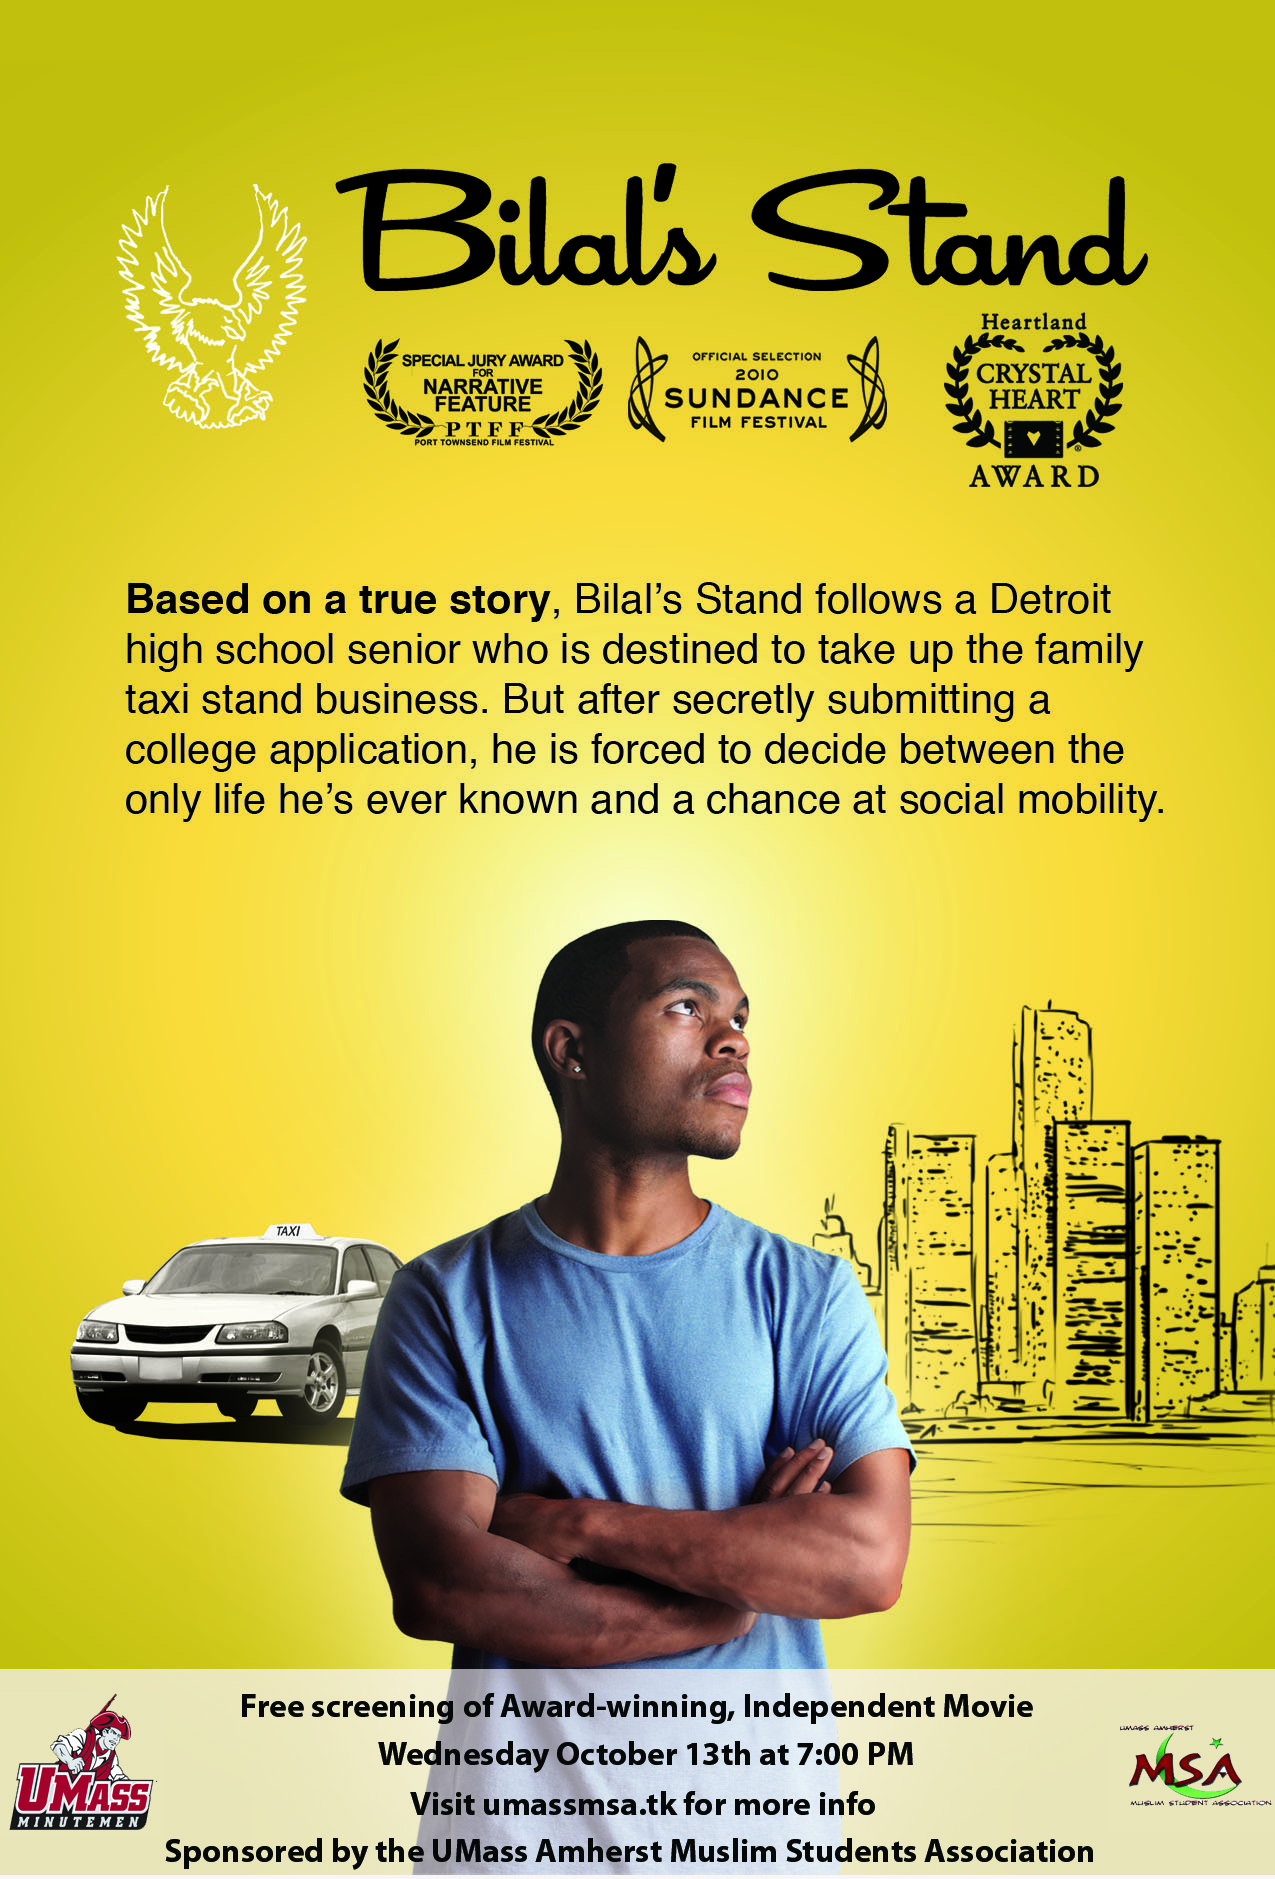 Bilal's Stand
SPECIAL JURY AWARD
FOR
NARRATIVE
FEATURE
PTFF
PORT TOWNSEND FILM FESTIVAL
OFFICIAL SELECTION
2010
SUNDANCE
FILM FESTIVAL
Heartland
CRYSTAL
HEART
®
AWARD
Based on a true story, Bilal's Stand follows a Detroit
high school senior who is destined to take up the family
taxi stand business. But after secretly submitting a
college application, he is forced to decide between the
only life he's ever known and a chance at social mobility.
TAXI
Free screening of Award-winning, Independent Movie
Wednesday October 13th at 7:00 PM
Visit umassmsa.tk for more info
Sponsored by the UMass Amherst Muslim Students Association
UMASS
MINUTEMEN
UMASS AMHERST
MSA
MUSLIM STUDENT ASSOCIATION